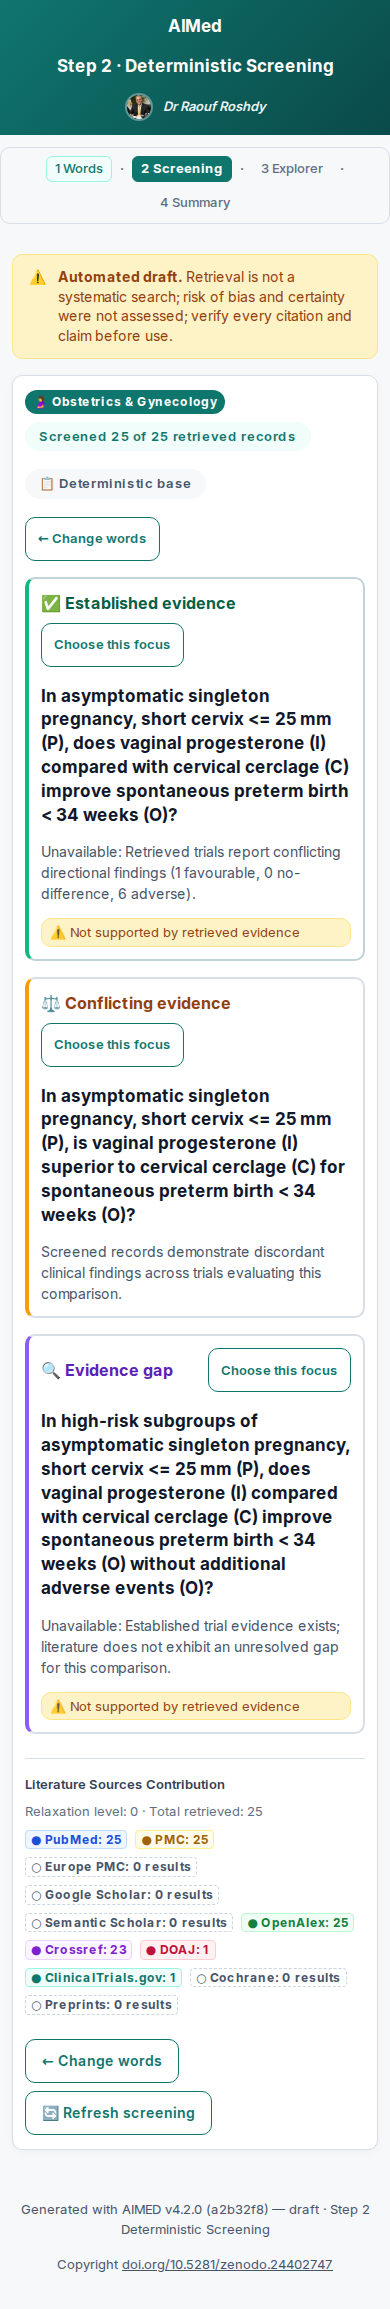 AIMed
Step 2 · Deterministic Screening
Dr Raouf Roshdy
1 Words · 2 Screening · 3 Explorer ·
4 Summary
⚠️ Automated draft. Retrieval is not a
systematic search; risk of bias and certainty
were not assessed; verify every citation and
claim before use.
🤰 Obstetrics & Gynecology
Screened 25 of 25 retrieved records
📋 Deterministic base
← Change words
✅ Established evidence
Choose this focus
In asymptomatic singleton
pregnancy, short cervix <= 25 mm
(P), does vaginal progesterone (I)
compared with cervical cerclage (C)
improve spontaneous preterm birth
< 34 weeks (O)?
Unavailable: Retrieved trials report conflicting
directional findings (1 favourable, 0 no-
difference, 6 adverse).
⚠️ Not supported by retrieved evidence
⚖️ Conflicting evidence
Choose this focus
In asymptomatic singleton
pregnancy, short cervix <= 25 mm
(P), is vaginal progesterone (I)
superior to cervical cerclage (C) for
spontaneous preterm birth < 34
weeks (O)?
Screened records demonstrate discordant
clinical findings across trials evaluating this
comparison.
🔍 Evidence gap
Choose this focus
In high-risk subgroups of
asymptomatic singleton pregnancy,
short cervix <= 25 mm (P), does
vaginal progesterone (I) compared
with cervical cerclage (C) improve
spontaneous preterm birth < 34
weeks (O) without additional
adverse events (O)?
Unavailable: Established trial evidence exists;
literature does not exhibit an unresolved gap
for this comparison.
⚠️ Not supported by retrieved evidence
Literature Sources Contribution
Relaxation level: 0 · Total retrieved: 25
● PubMed: 25 ● PMC: 25
○ Europe PMC: 0 results
○ Google Scholar: 0 results
○ Semantic Scholar: 0 results ● OpenAlex: 25
● Crossref: 23 ● DOAJ: 1
● ClinicalTrials.gov: 1 ○ Cochrane: 0 results
○ Preprints: 0 results
← Change words
🔄 Refresh screening
Generated with AIMED v4.2.0 (a2b32f8) — draft · Step 2
Deterministic Screening
Copyright doi.org/10.5281/zenodo.24402747